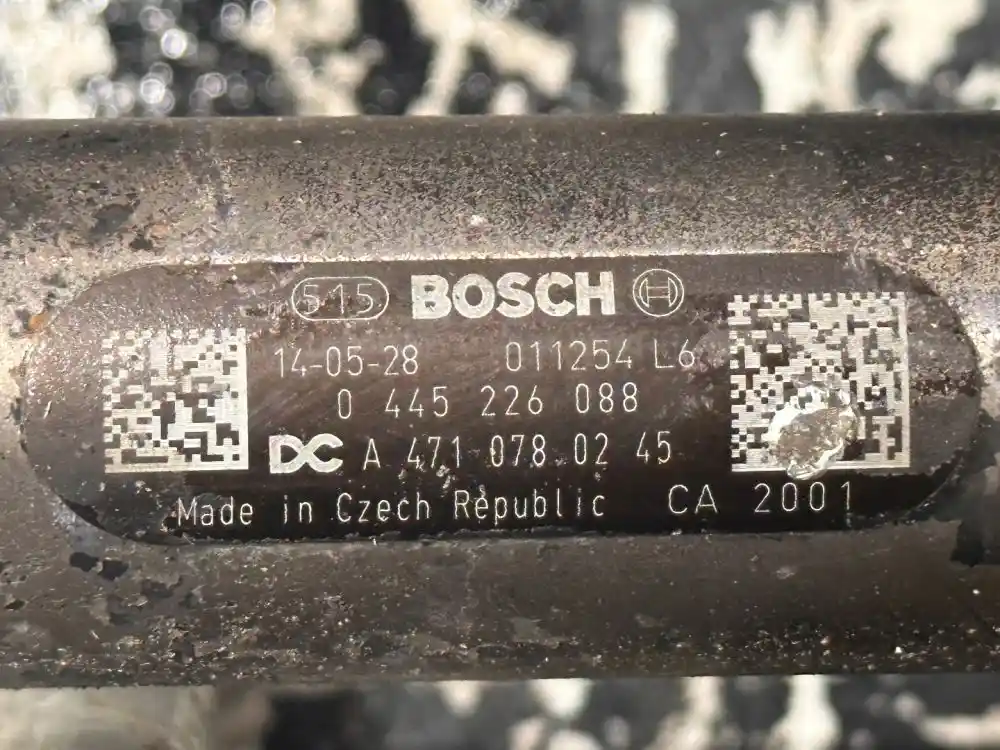 515 BOSCH
14-05-28 011254 L6
0 445 226 088
DC A 471 078 02 45
Made in Czech Republic CA 2001